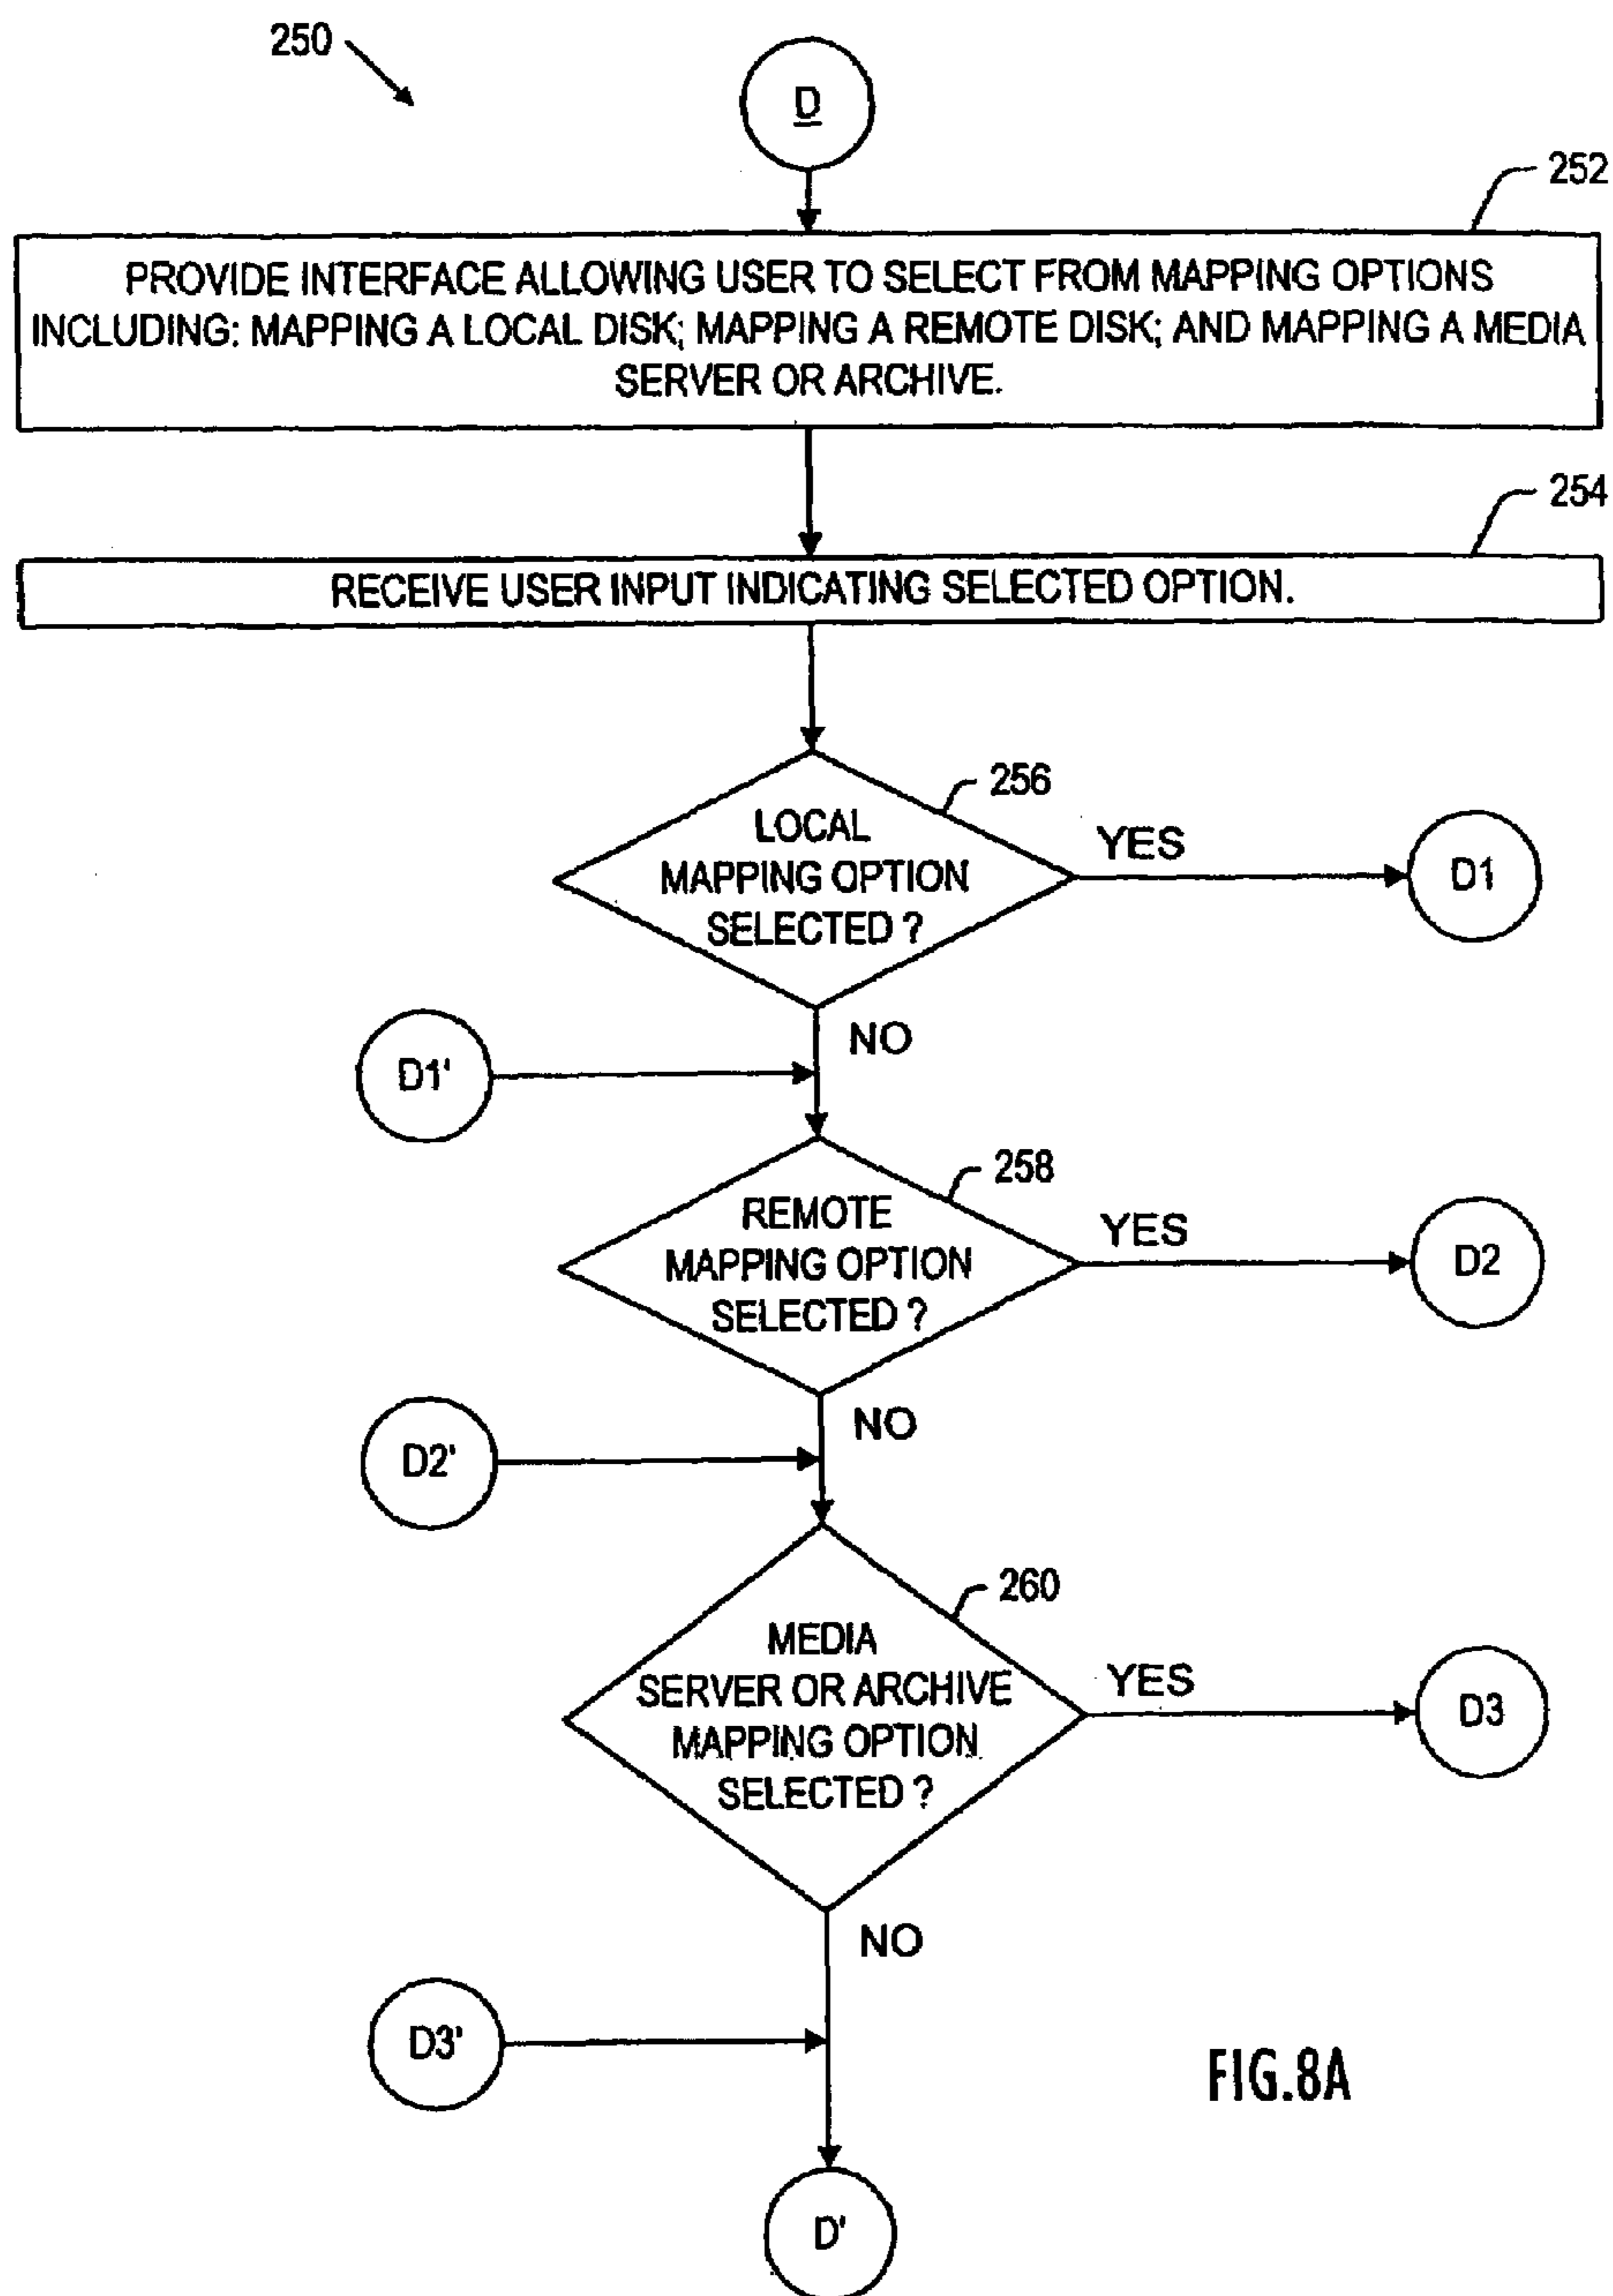 250
D
252
PROVIDE INTERFACE ALLOWING USER TO SELECT FROM MAPPING OPTIONS
INCLUDING: MAPPING A LOCAL DISK; MAPPING A REMOTE DISK; AND MAPPING A MEDIA
SERVER OR ARCHIVE.
254
RECEIVE USER INPUT INDICATING SELECTED OPTION.
256
LOCAL
MAPPING OPTION
SELECTED ?
YES
D1
NO
D1'
258
REMOTE
MAPPING OPTION
SELECTED ?
YES
D2
NO
D2'
260
MEDIA
SERVER OR ARCHIVE
MAPPING OPTION
SELECTED ?
YES
D3
NO
D3'
FIG.8A
D'